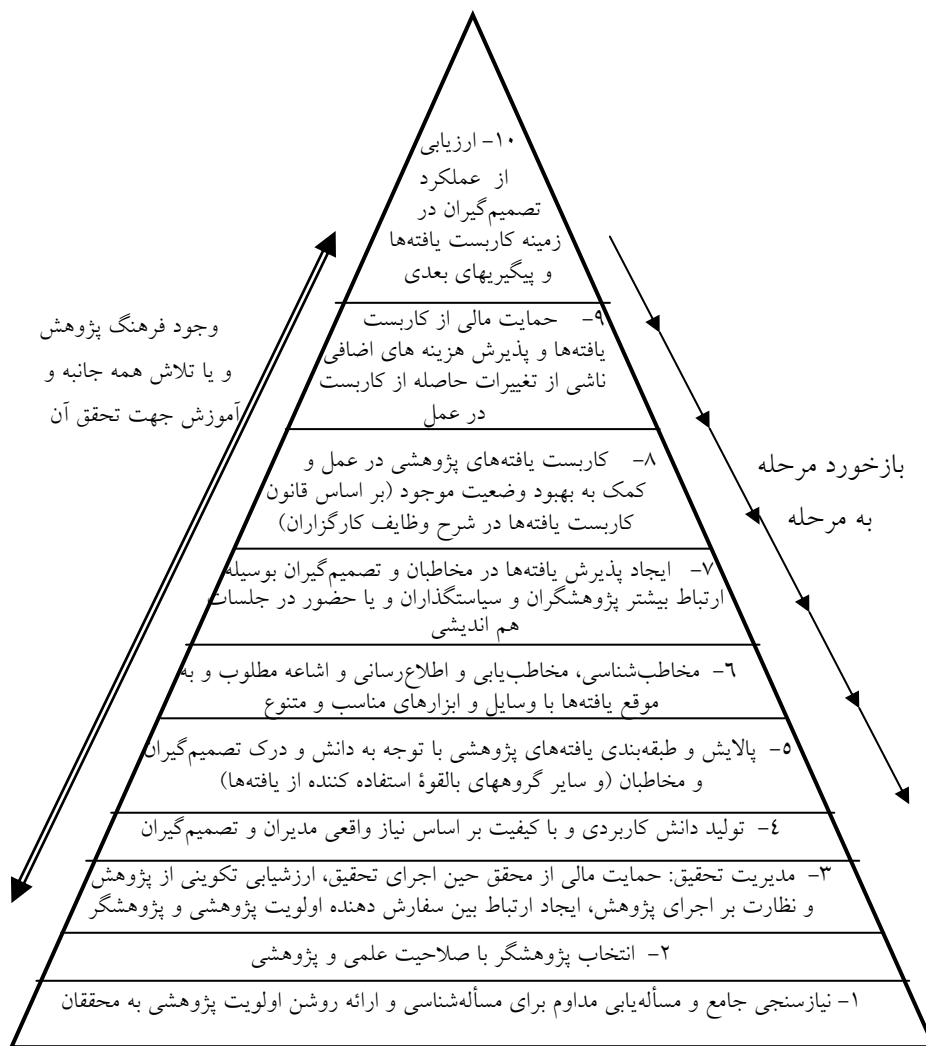 ۱۰- ارزیابی
از عملکرد
تصمیم‌گیران در
زمینه کاربست یافته‌ها
و پیگیریهای بعدی
۹- حمایت مالی از کاربست
یافته‌ها و پذیرش هزینه های اضافی
ناشی از تغییرات حاصله از کاربست
در عمل
۸- کاربست یافته‌های پژوهشی در عمل و
کمک به بهبود وضعیت موجود (بر اساس قانون
کاربست یافته‌ها در شرح وظایف کارگزاران)
۷- ایجاد پذیرش یافته‌ها در مخاطبان و تصمیم‌گیران بوسیله
ارتباط بیشتر پژوهشگران و سیاستگذاران و یا حضور در جلسات
هم اندیشی
۶- مخاطب‌شناسی، مخاطب‌یابی و اطلاع‌رسانی و اشاعه مطلوب و به
موقع یافته‌ها با وسایل و ابزارهای مناسب و متنوع
۵- پالایش و طبقه‌بندی یافته‌های پژوهشی با توجه به دانش و درک تصمیم‌گیران
و مخاطبان (و سایر گروههای بالقوۀ استفاده کننده از یافته‌ها)
۴- تولید دانش کاربردی و با کیفیت بر اساس نیاز واقعی مدیران و تصمیم‌گیران
۳- مدیریت تحقیق: حمایت مالی از محقق حین اجرای تحقیق، ارزشیابی تکوینی از پژوهش
و نظارت بر اجرای پژوهش، ایجاد ارتباط بین سفارش دهنده اولویت پژوهشی و پژوهشگر
۲- انتخاب پژوهشگر با صلاحیت علمی و پژوهشی
۱- نیازسنجی جامع و مسأله‌یابی مداوم برای مسأله‌شناسی و ارائه روشن اولویت پژوهشی به محققان
بازخورد مرحله
به مرحله
وجود فرهنگ پژوهش
و یا تلاش همه جانبه و
آموزش جهت تحقق آن